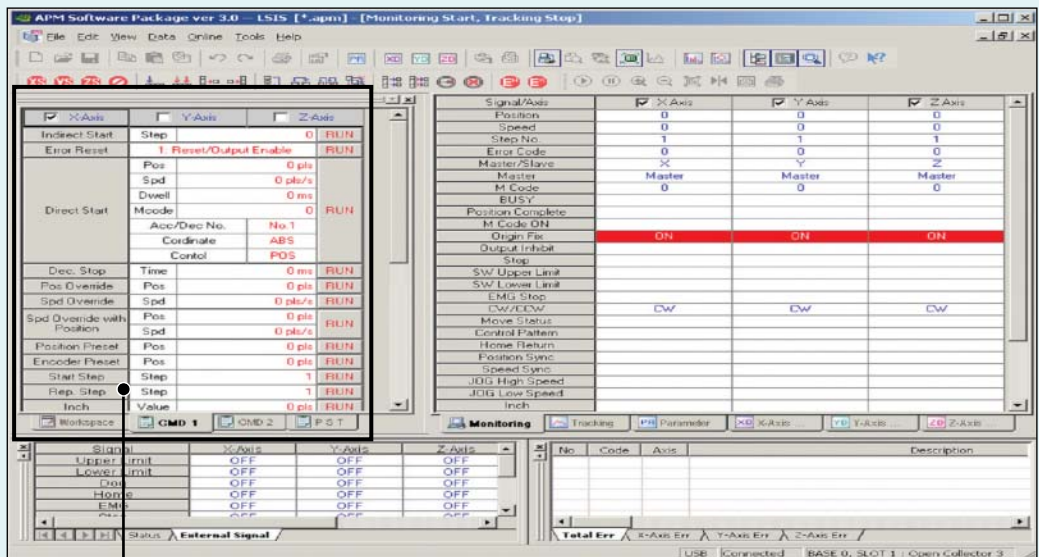 APM Software Package ver 3.0 - LSIS [*.apm] - [Monitoring Start, Tracking Stop]
File Edit View Data Online Tools Help
X-Axis Y-Axis Z-Axis
Indirect Start Step 0 RUN
Error Reset 1: Reset/Output Enable RUN
Direct Start Pos 0 pls RUN
Spd 0 pls/s
Dwell 0 ms
Mcode 0
Acc/Dec No. No.1
Cordinate ABS
Contol POS
Dec. Stop Time 0 ms RUN
Pos Override Pos 0 pls RUN
Spd Override Spd 0 pls/s RUN
Spd Override with Position Pos 0 pls RUN
Spd 0 pls/s
Position Preset Pos 0 pls RUN
Encoder Preset Pos 0 pls RUN
Start Step Step 1 RUN
Rep. Step Step 1 RUN
Inch Value 0 pls RUN
Workspace CMD 1 CMD 2 P S T
Signal/Axis X Axis Y Axis Z Axis
Position 0 0 0
Speed 0 0 0
Step No. 1 1 1
Error Code 0 0 0
Master/Slave X Y Z
Master Master Master Master
M Code 0 0 0
BUSY
Position Complete
M Code ON
Origin Fix ON ON ON
Output Inhibit
Stop
SW Upper Limit
SW Lower Limit
EMG Stop
CW/CCW CW CW CW
Move Status
Control Pattern
Home Return
Position Sync
Speed Sync
JOG High Speed
JOG Low Speed
Inch
Monitoring Tracking PR Parameter XD X-Axis ... YD Y-Axis ... ZD Z-Axis ...
Signal X-Axis Y-Axis Z-Axis
Upper Limit OFF OFF OFF
Lower Limit OFF OFF OFF
Dog OFF OFF OFF
Home OFF OFF OFF
EMG OFF OFF OFF
Status External Signal
No Code Axis Description
Total Err X-Axis Err Y-Axis Err Z-Axis Err
USB Connected BASE 0, SLOT 1 : Open Collector 3